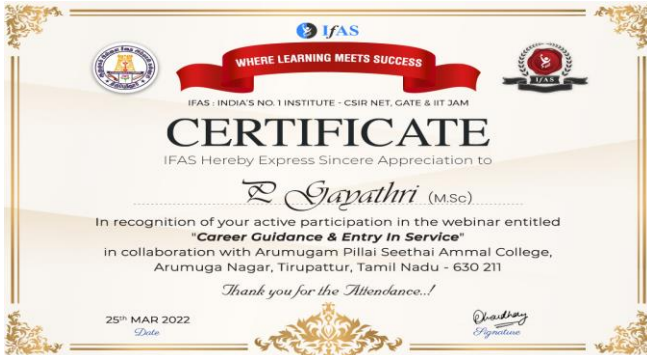 IfAS
WHERE LEARNING MEETS SUCCESS
IFAS
IFAS : INDIA'S NO. 1 INSTITUTE - CSIR NET, GATE & IIT JAM
CERTIFICATE
IFAS Hereby Express Sincere Appreciation to
P Gayathri (M.Sc)
In recognition of your active participation in the webinar entitled
"Career Guidance & Entry In Service"
in collaboration with Arumugam Pillai Seethai Ammal College,
Arumuga Nagar, Tirupattur, Tamil Nadu - 630 211
Thank you for the Attendance..!
25th MAR 2022
Date
Choudhary
Signature